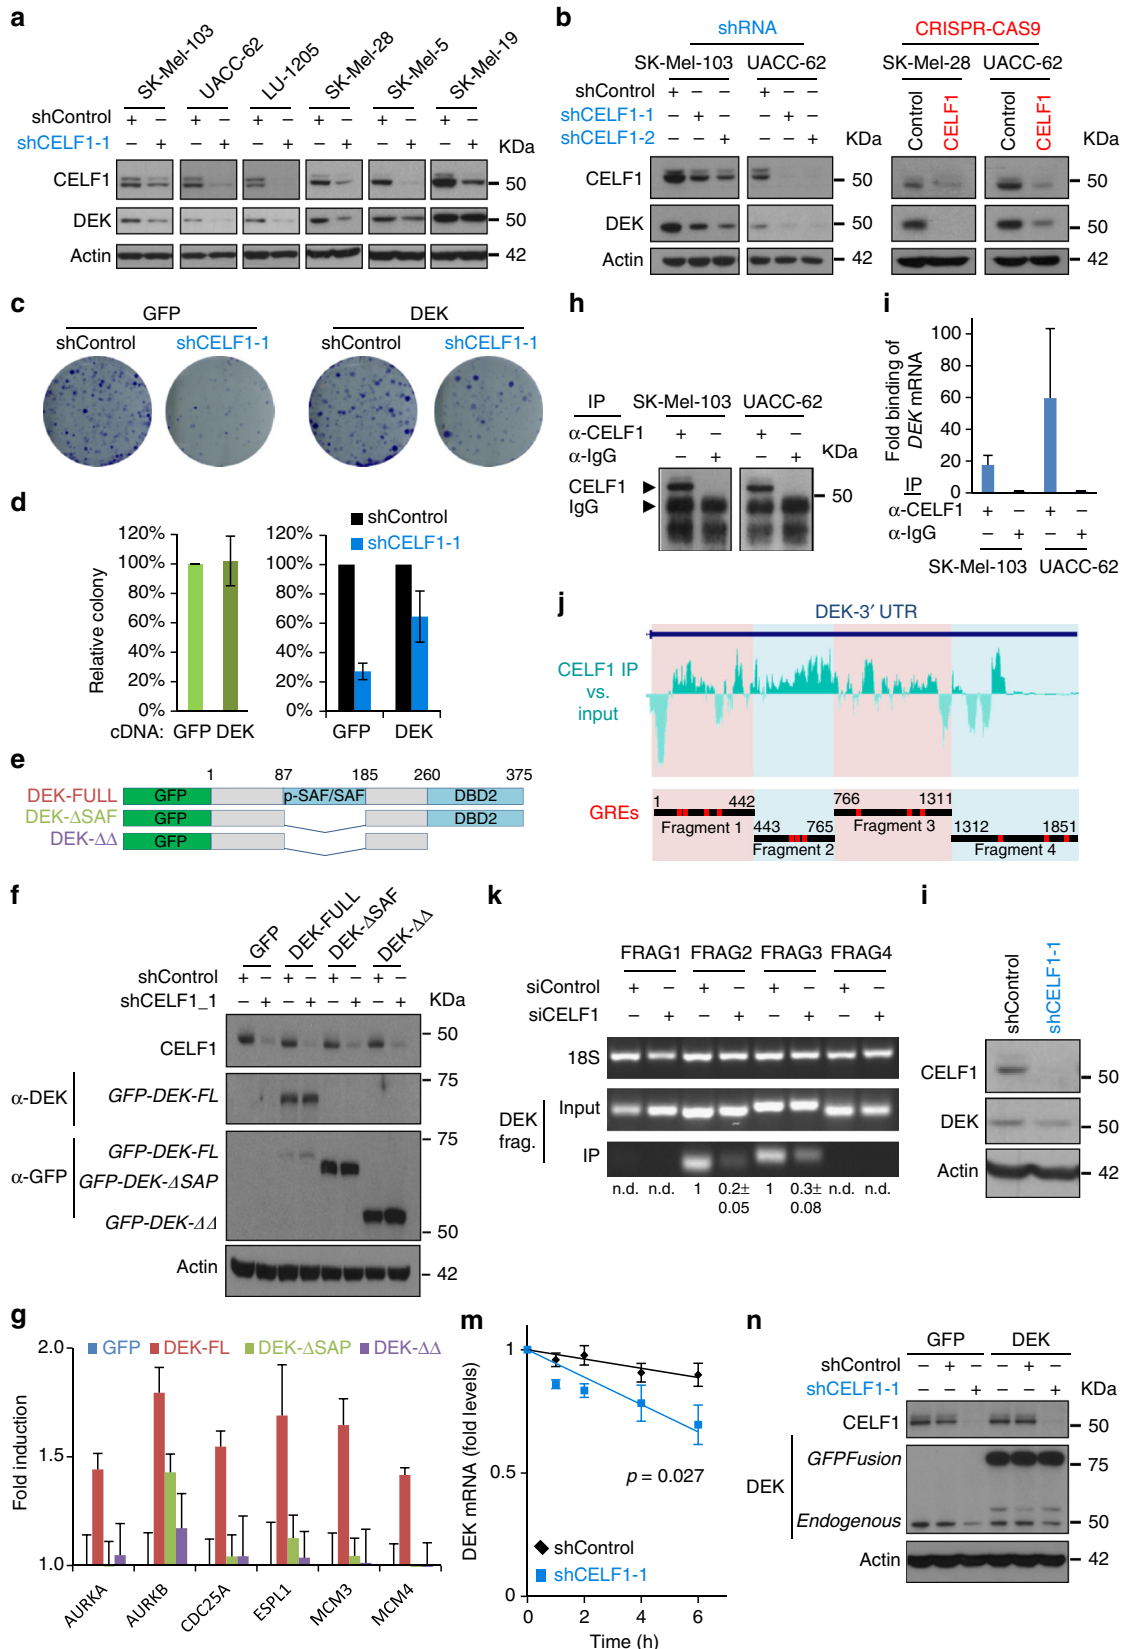 a
SK-Mel-103
UACC-62
LU-1205
SK-Mel-28
SK-Mel-5
SK-Mel-19
shControl + – + – + – + – + – + –
shCELF1-1 – + – + – + – + – + – + KDa
CELF1 50
DEK 50
Actin 42
b
shRNA CRISPR-CAS9
SK-Mel-103 UACC-62 SK-Mel-28 UACC-62
shControl + – – + – –
shCELF1-1 – + – – + –
shCELF1-2 – – + – – + KDa
Control CELF1 Control CELF1 KDa
CELF1 50 50
DEK 50 50
Actin 42 42
c
GFP DEK
shControl shCELF1-1 shControl shCELF1-1
d
shControl
shCELF1-1
Relative colony
120% 120%
100% 100%
80% 80%
60% 60%
40% 40%
20% 20%
0% 0%
cDNA: GFP DEK GFP DEK
e
1 87 185 260 375
DEK-FULL GFP p-SAF/SAF DBD2
DEK-ΔSAF GFP DBD2
DEK-ΔΔ GFP
f
GFP
DEK-FULL
DEK-ΔSAF
DEK-ΔΔ
shControl + – + – + – + –
shCELF1_1 – + – + – + – + KDa
CELF1 50
α-DEK GFP-DEK-FL 75
α-GFP
GFP-DEK-FL 75
GFP-DEK-ΔSAP
GFP-DEK-ΔΔ 50
Actin 42
g
GFP DEK-FL DEK-ΔSAP DEK-ΔΔ
Fold induction
2.0
1.5
1.0
AURKA
AURKB
CDC25A
ESPL1
MCM3
MCM4
h
IP SK-Mel-103 UACC-62
α-CELF1 + – + –
α-IgG – + – + KDa
CELF1 50
IgG
i
Fold binding of
DEK mRNA
100
80
60
40
20
0
IP
α-CELF1 + – + –
α-IgG – + – +
SK-Mel-103 UACC-62
j
DEK-3′ UTR
CELF1 IP
vs.
input
GREs
1 442
Fragment 1
443 765
Fragment 2
766 1311
Fragment 3
1312 1851
Fragment 4
k
FRAG1 FRAG2 FRAG3 FRAG4
siControl + – + – + – + –
siCELF1 – + – + – + – +
18S
DEK
frag.
Input
IP
n.d. n.d. 1 0.2± 1 0.3± n.d. n.d.
0.05 0.08
i
shControl
shCELF1-1
CELF1 50
DEK 50
Actin 42
m
DEK mRNA (fold levels)
1
0.5
0
p = 0.027
shControl
shCELF1-1
0 2 4 6
Time (h)
n
GFP DEK
shControl – + – – + –
shCELF1-1 – – + – – + KDa
CELF1 50
DEK
GFPFusion 75
Endogenous 50
Actin 42